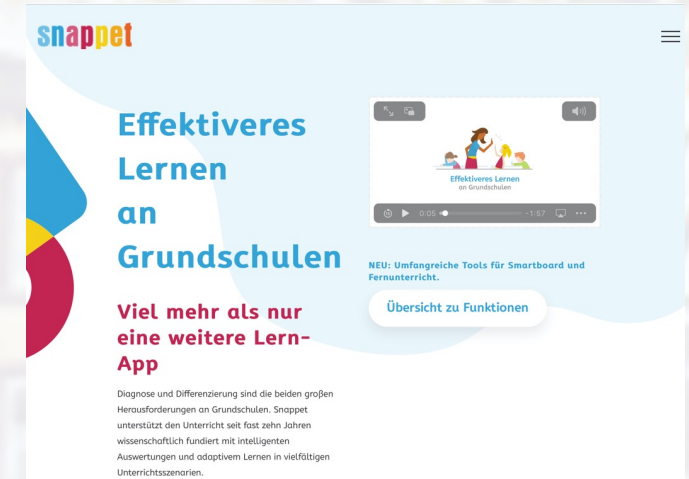 snappet
Effektiveres
Lernen
an
Grundschulen
Viel mehr als nur
eine weitere Lern-
App
Diagnose und Differenzierung sind die beiden großen
Herausforderungen an Grundschulen. Snappet
unterstützt den Unterricht seit fast zehn Jahren
wissenschaftlich fundiert mit intelligenten
Auswertungen und adaptivem Lernen in vielfältigen
Unterrichtsszenarien.
Effektiveres Lernen
an Grundschulen
0:05
-1:57
NEU: Umfangreiche Tools für Smartboard und
Fernunterricht.
Übersicht zu Funktionen